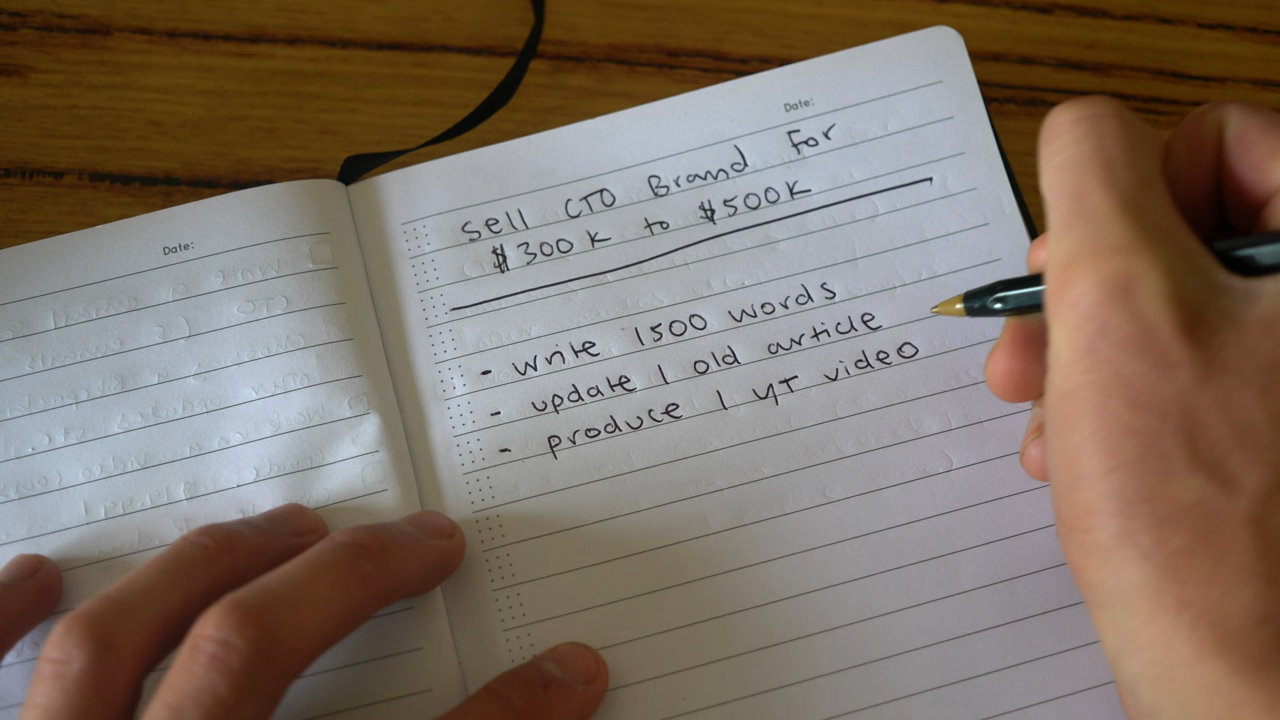 Date:
Date:
Sell CTO Brand For
$300K to $500K
- write 1500 words
- update 1 old article
- produce 1 YT video